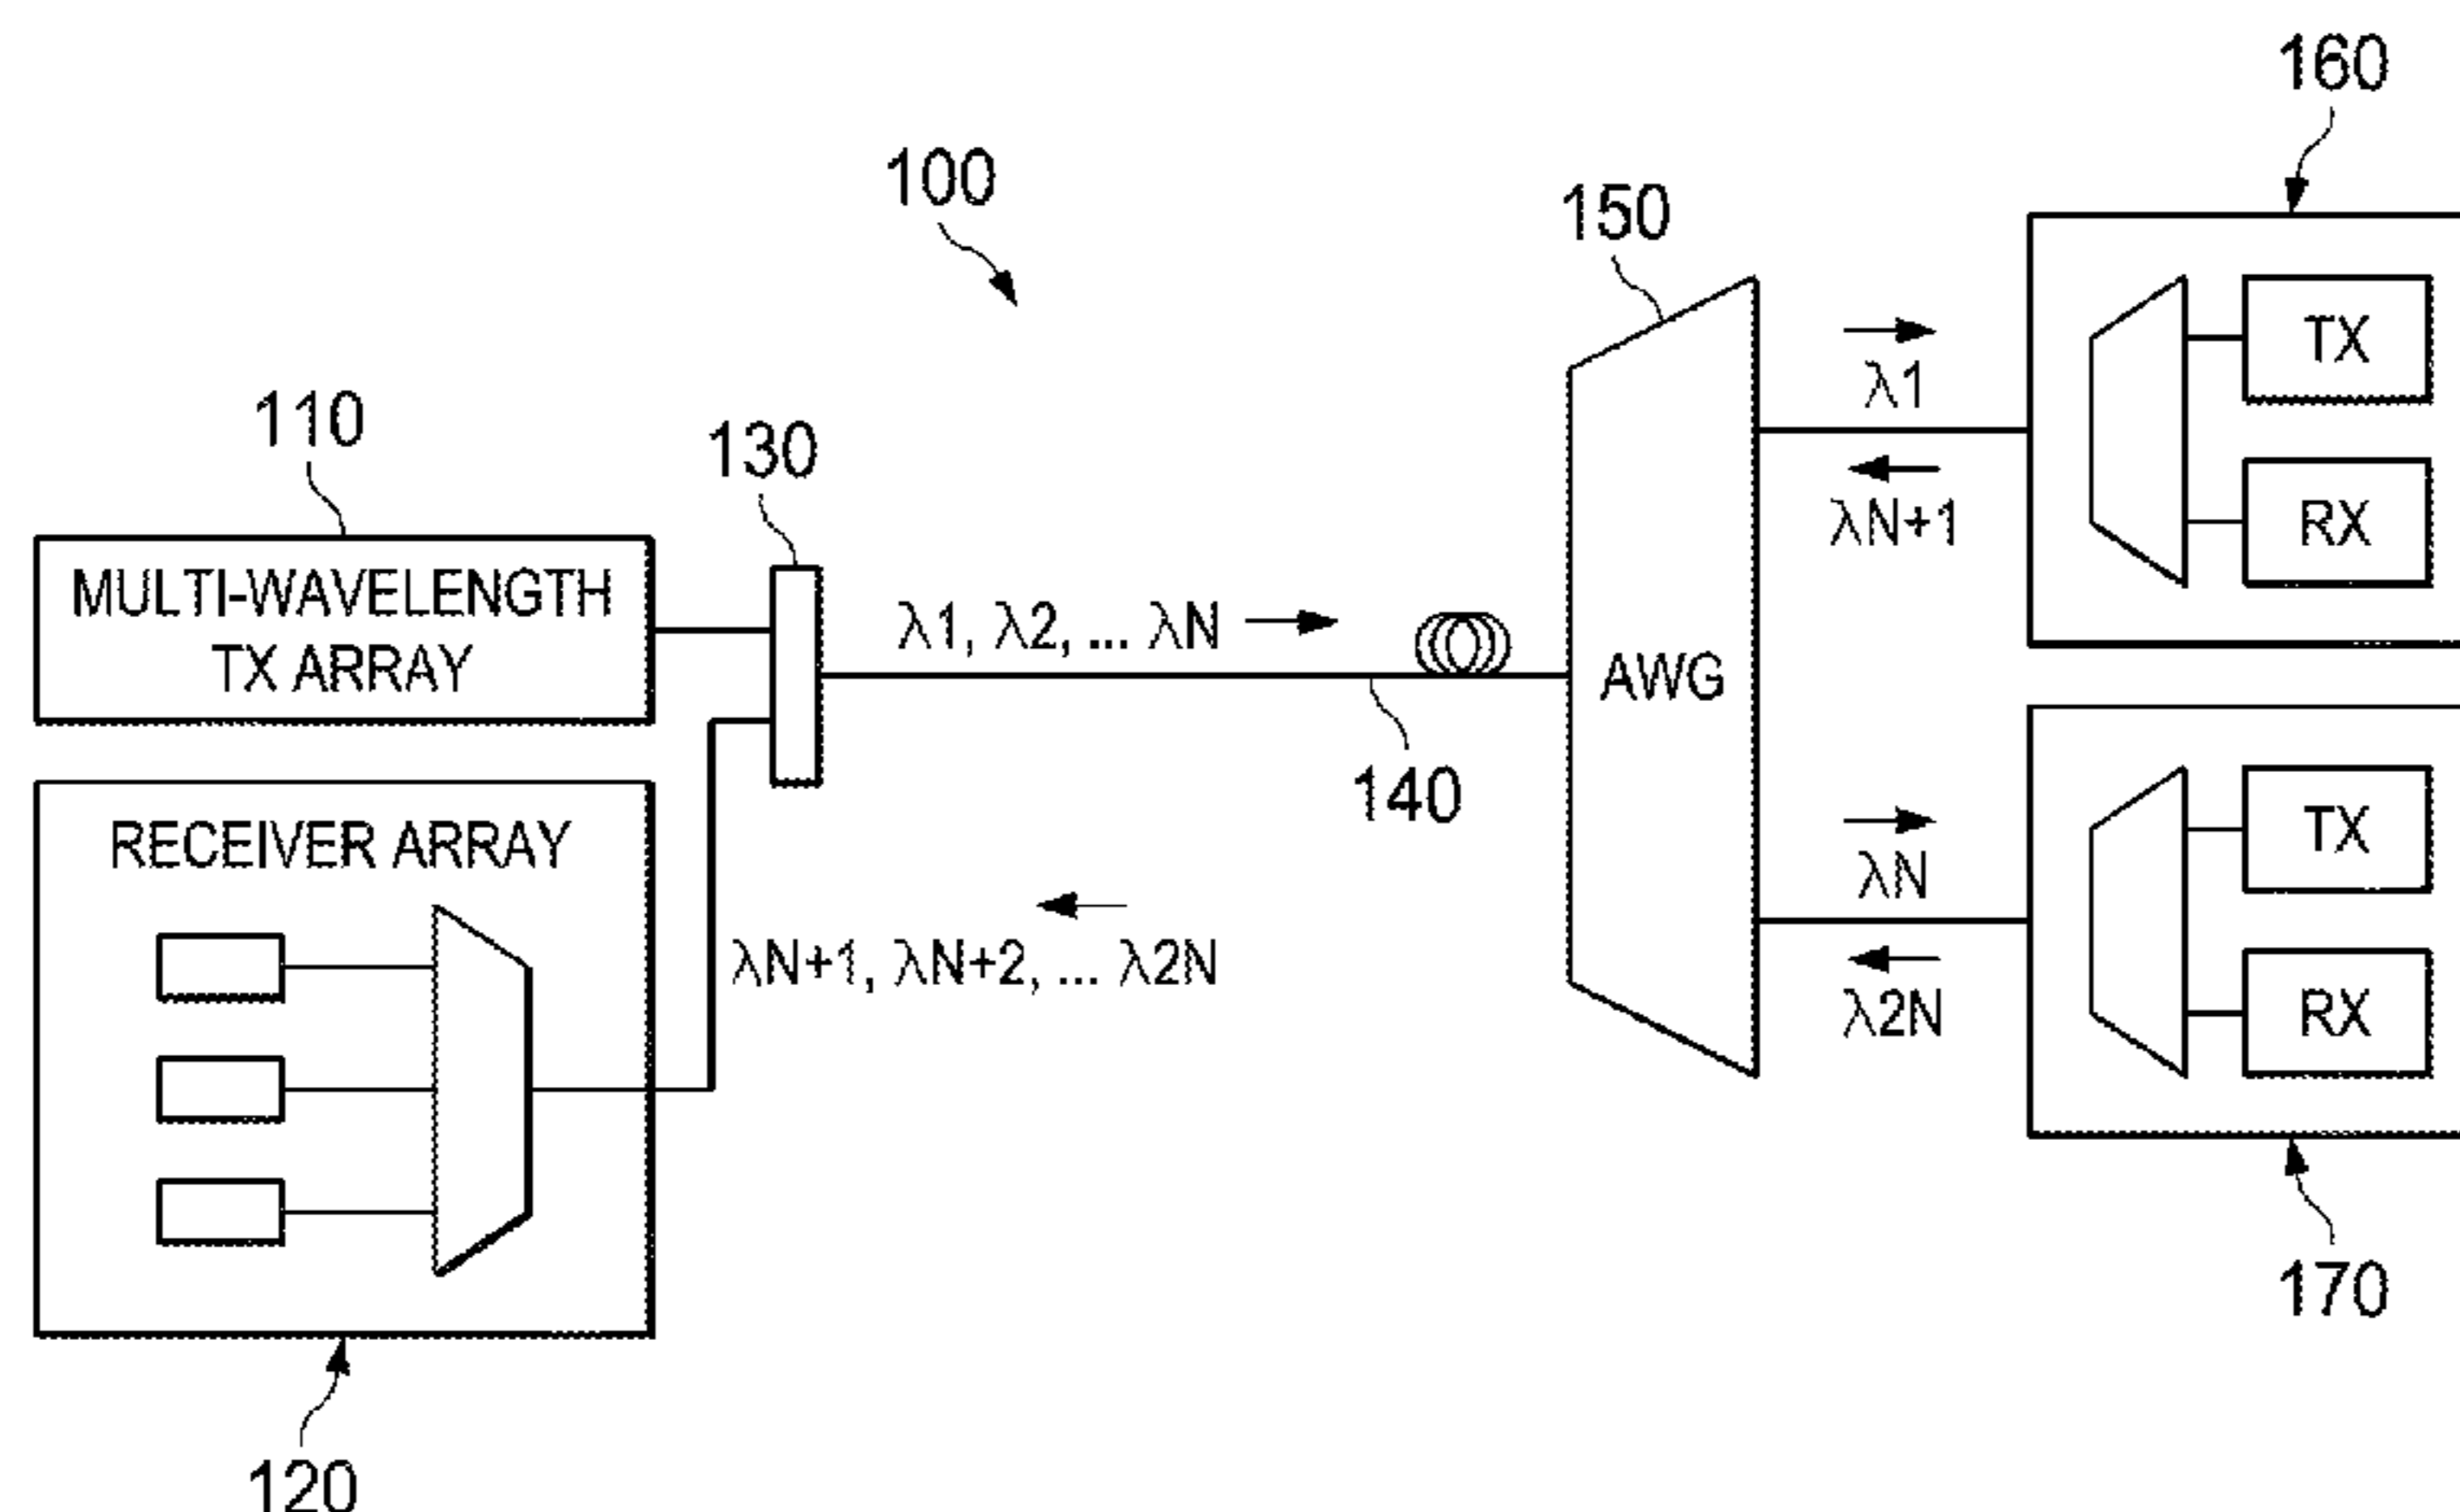 160
100
150
TX
λ1
110
130
λN+1
RX
MULTI-WAVELENGTH
TX ARRAY
λ1, λ2, ... λN
AWG
140
RECEIVER ARRAY
λN
TX
λN+1, λN+2, ... λ2N
λ2N
RX
170
120